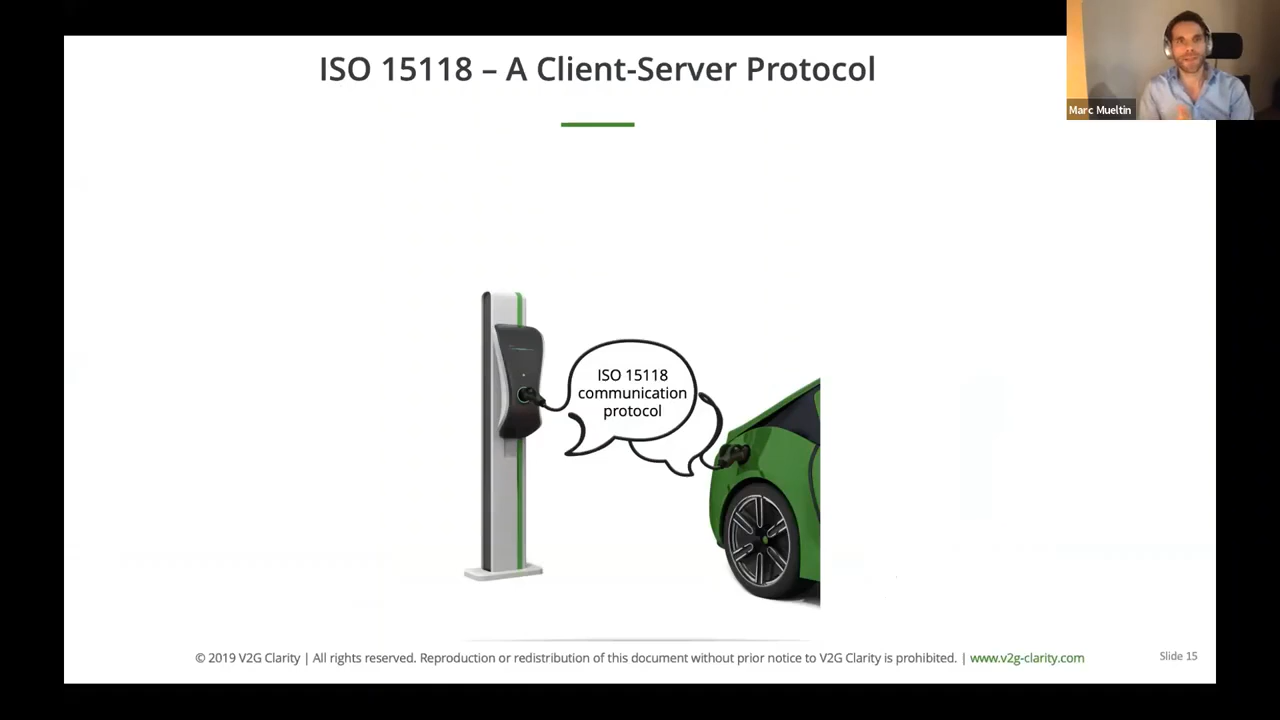 ISO 15118 – A Client-Server Protocol
Marc Mueltin
ISO 15118
communication
protocol
© 2019 V2G Clarity | All rights reserved. Reproduction or redistribution of this document without prior notice to V2G Clarity is prohibited. | www.v2g-clarity.com
Slide 15